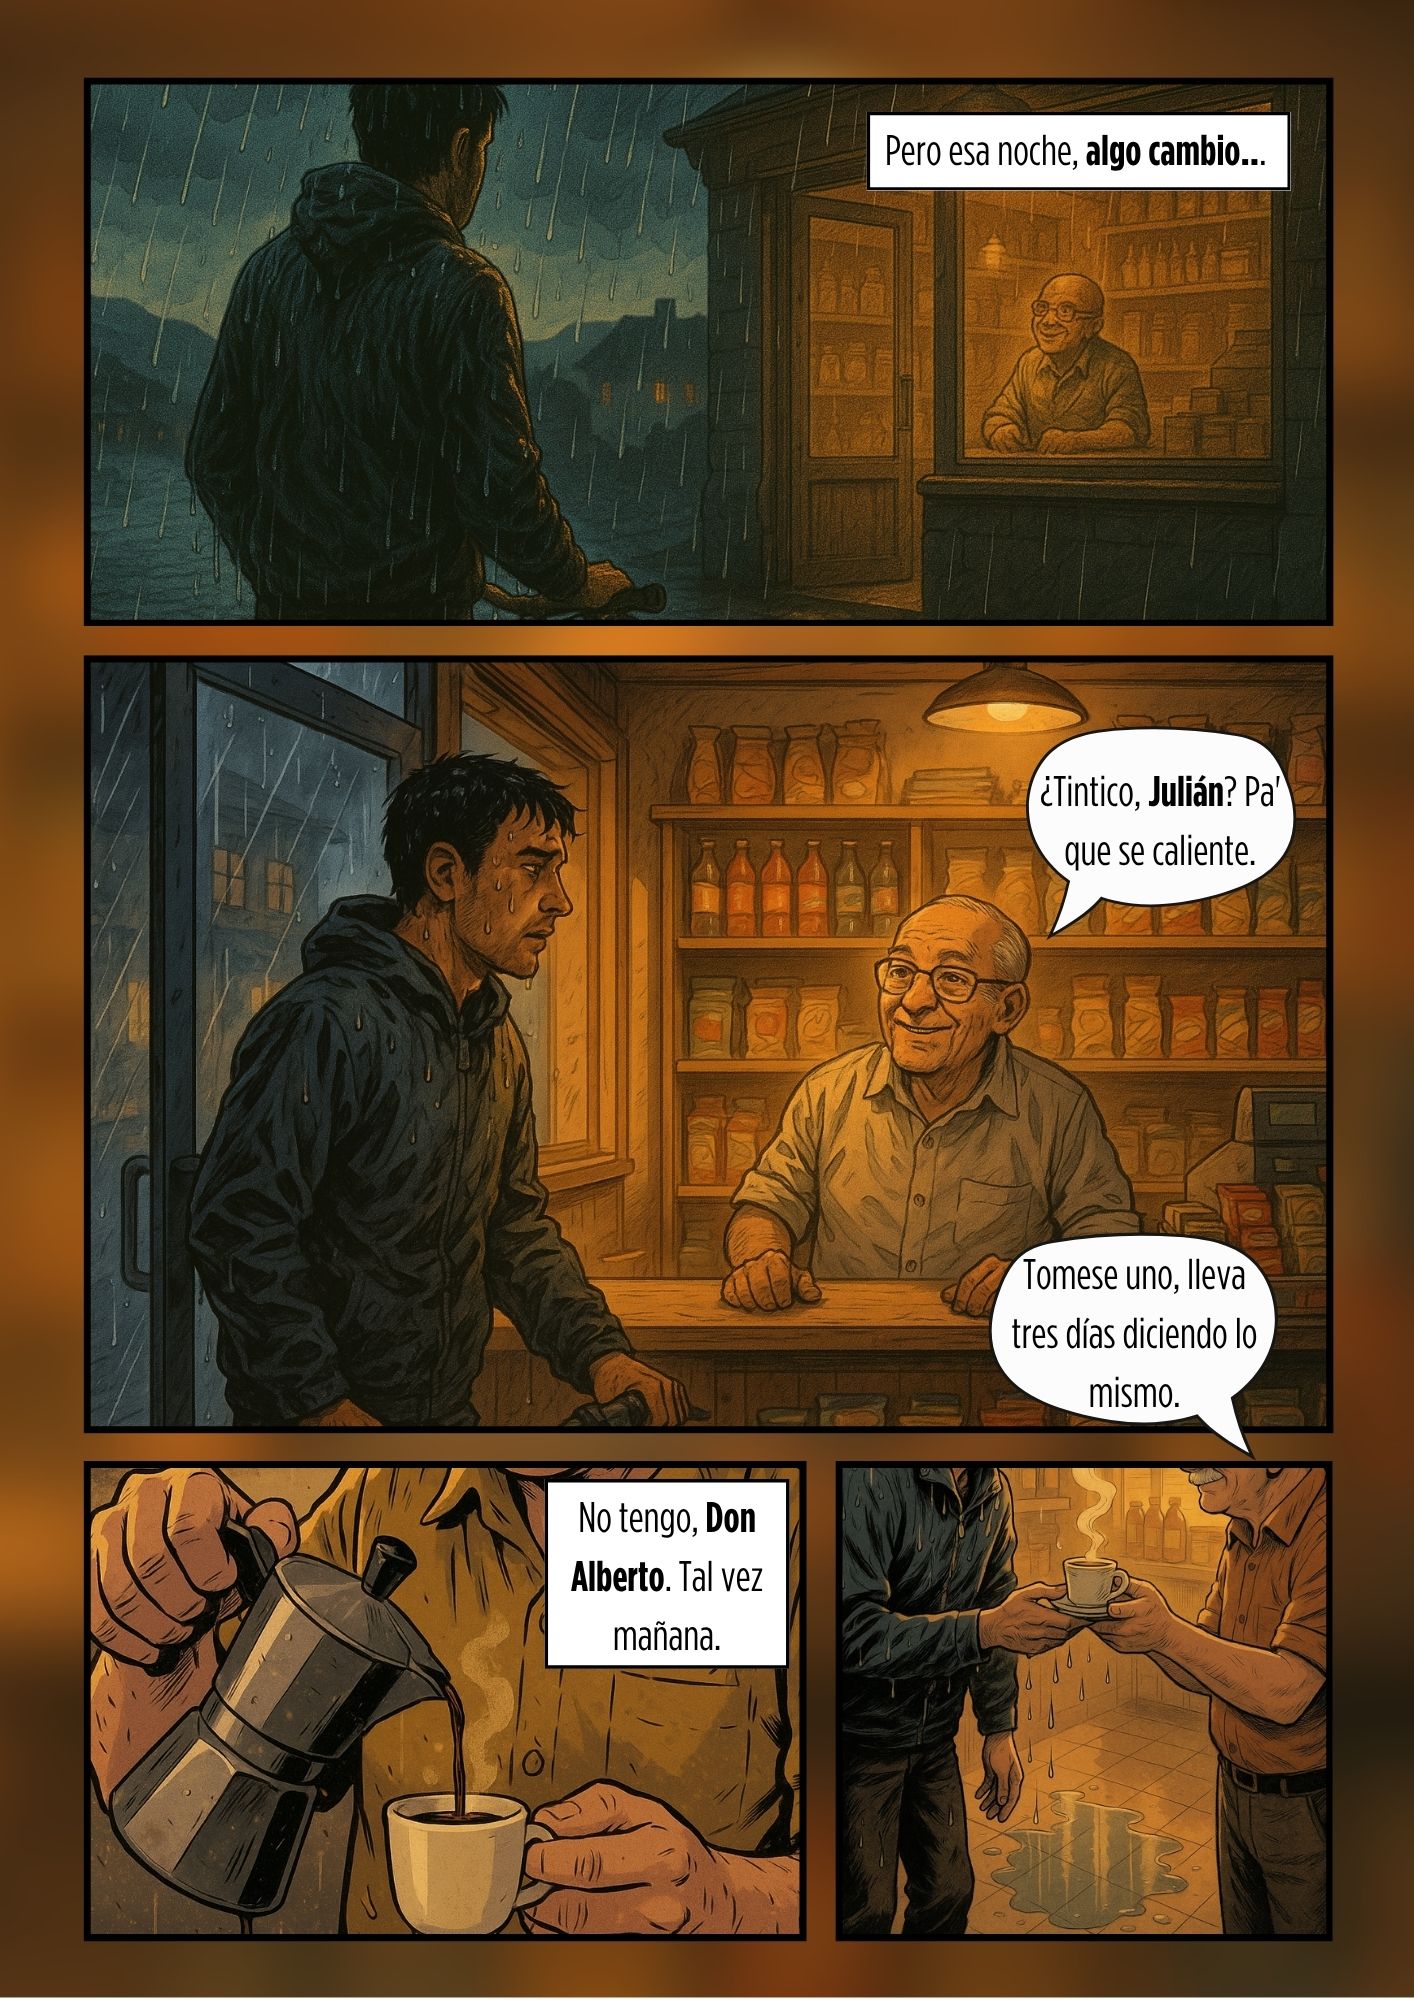 Pero esa noche, algo cambio...
¿Tintico, Julián? Pa'
que se caliente.
Tomese uno, lleva
tres días diciendo lo
mismo.
No tengo, Don
Alberto. Tal vez
mañana.